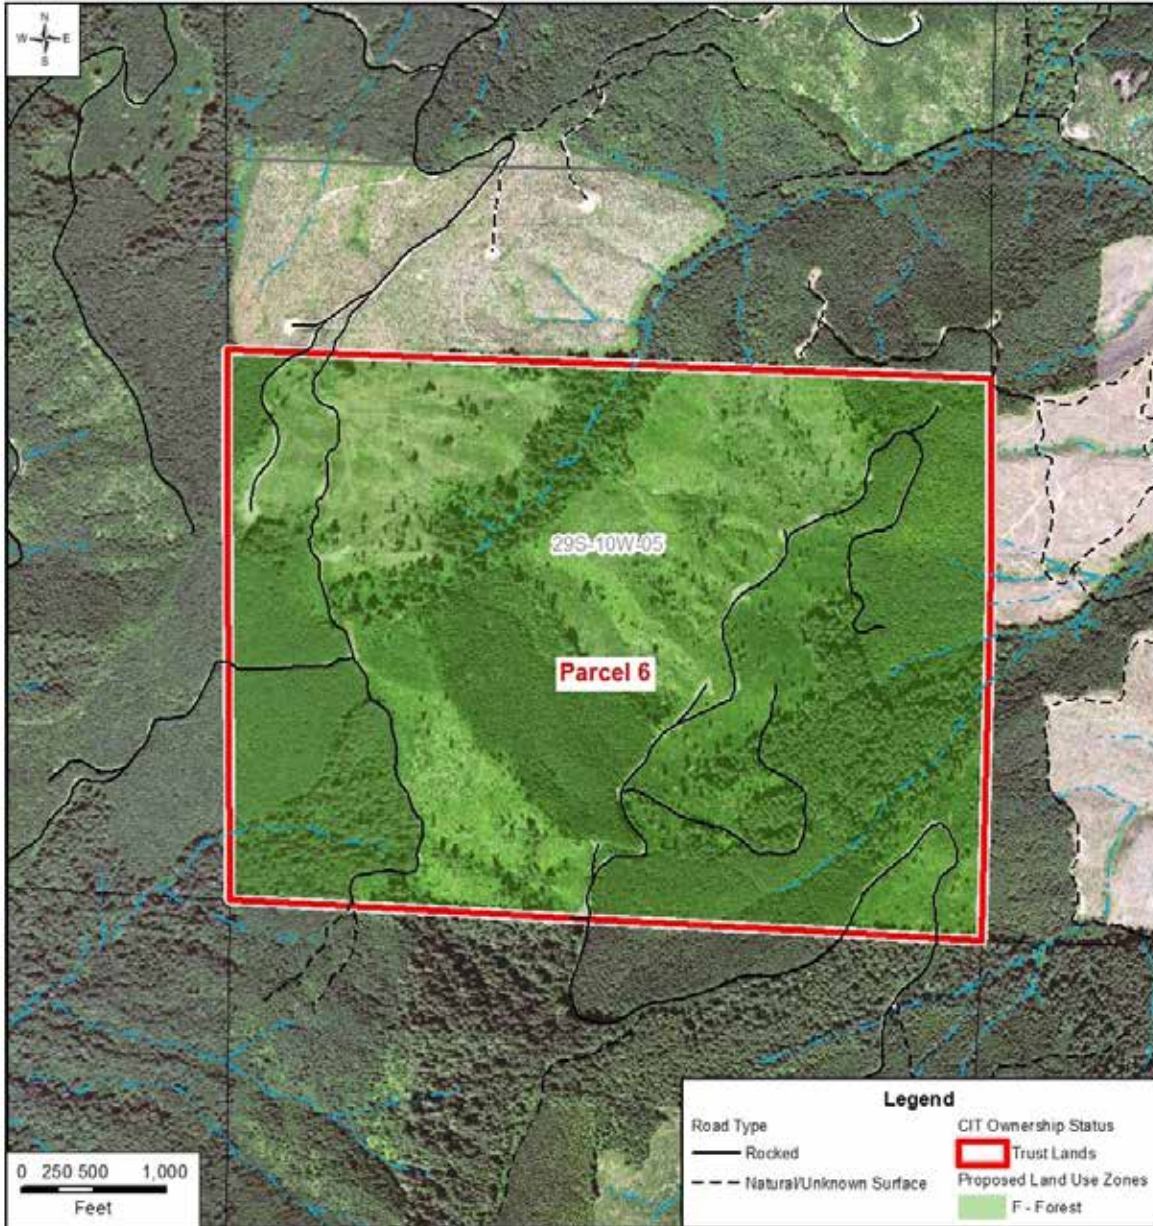 N
W E
S
29S-10W-05
Parcel 6
Legend
Road Type
Rocked
Natural/Unknown Surface
CIT Ownership Status
Trust Lands
Proposed Land Use Zones
F - Forest
0 250 500 1,000
Feet